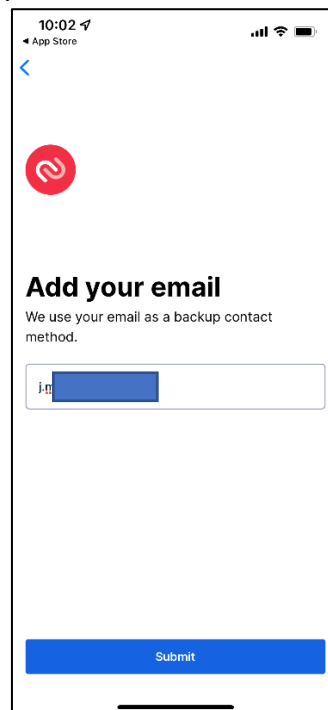 10:02
App Store
Add your email
We use your email as a backup contact
method.
j.m
Submit